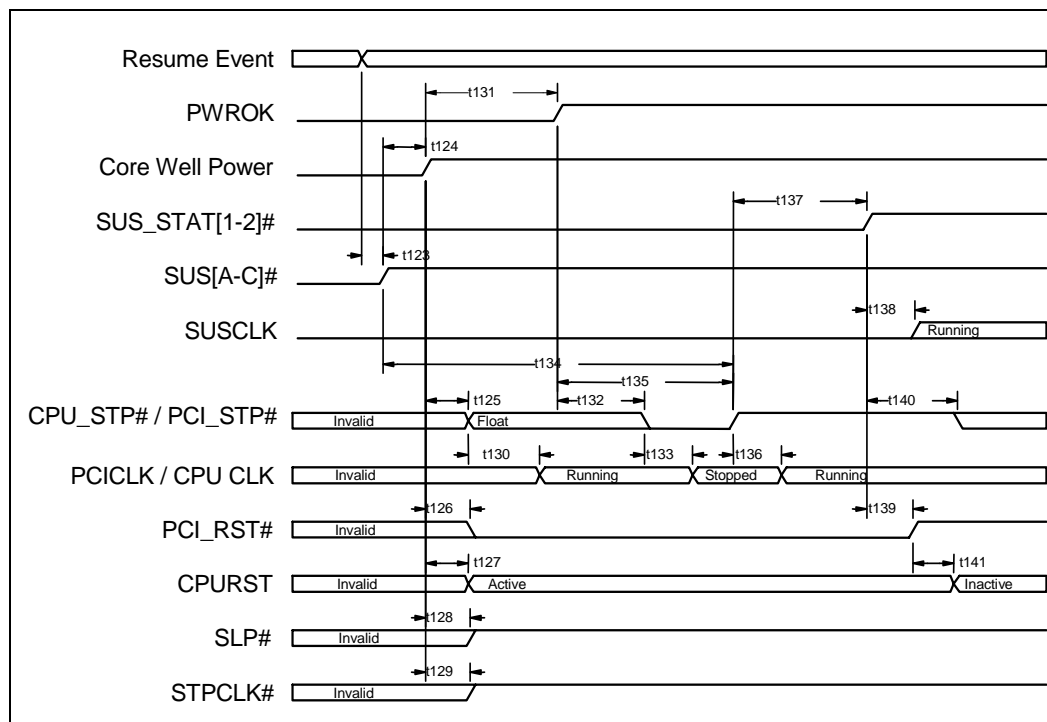 Resume Event
t131
PWROK
t124
Core Well Power
t137
SUS_STAT[1-2]#
t123
SUS[A-C]#
t138
SUSCLK
Running
t134
t135
t125
t132
t140
CPU_STP# / PCI_STP#
Invalid
Float
t130
t133
t136
PCICLK / CPU CLK
Invalid
Running
Stopped
Running
t126
t139
PCI_RST#
Invalid
t127
t141
CPURST
Invalid
Active
Inactive
t128
SLP#
Invalid
t129
STPCLK#
Invalid